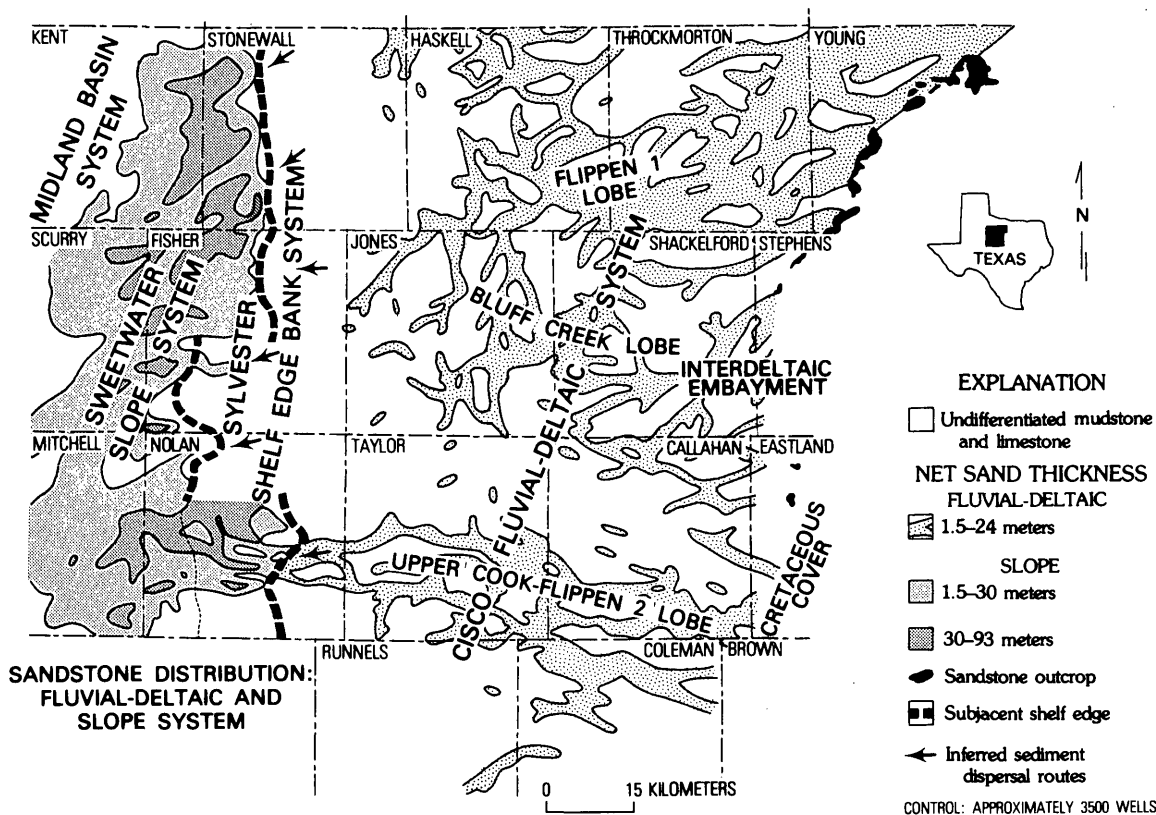 KENT
STONEWALL
HASKELL
THROCKMORTON
YOUNG
MIDLAND BASIN
SYSTEM
FLIPPEN 1
LOBE
SCURRY
FISHER
JONES
SHACKELFORD
STEPHENS
SWEETWATER
SLOPE SYSTEM
SYLVESTER
SHELF EDGE BANK SYSTEM
BLUFF CREEK LOBE
CISCO FLUVIAL-DELTAIC SYSTEM
INTERDELTAIC
EMBAYMENT
MITCHELL
NOLAN
TAYLOR
CALLAHAN
EASTLAND
UPPER COOK-FLIPPEN 2 LOBE
CRETACEOUS
COVER
RUNNELS
COLEMAN
BROWN
SANDSTONE DISTRIBUTION:
FLUVIAL-DELTAIC AND
SLOPE SYSTEM
0 15 KILOMETERS
N
TEXAS
EXPLANATION
Undifferentiated mudstone
and limestone
NET SAND THICKNESS
FLUVIAL-DELTAIC
1.5–24 meters
SLOPE
1.5–30 meters
30–93 meters
Sandstone outcrop
Subjacent shelf edge
Inferred sediment
dispersal routes
CONTROL: APPROXIMATELY 3500 WELLS